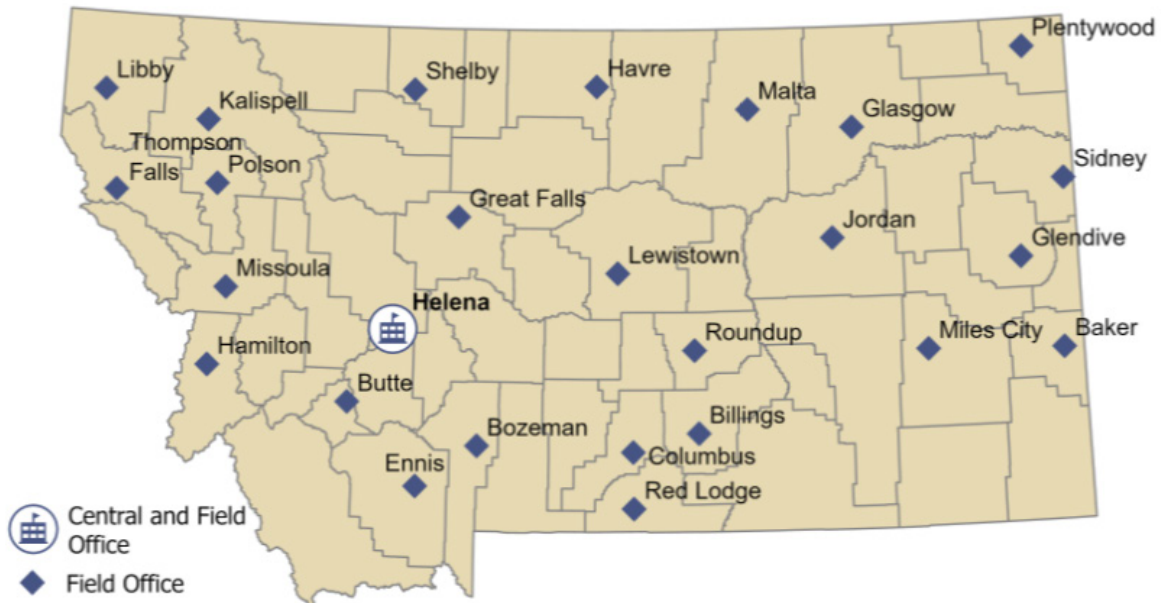 Plentywood
Libby
Shelby
Havre
Malta
Kalispell
Glasgow
Thompson
Falls
Polson
Sidney
Great Falls
Jordan
Glendive
Lewistown
Missoula
Helena
Roundup
Miles City
Baker
Hamilton
Butte
Billings
Bozeman
Columbus
Ennis
Red Lodge
Central and Field
Office
Field Office